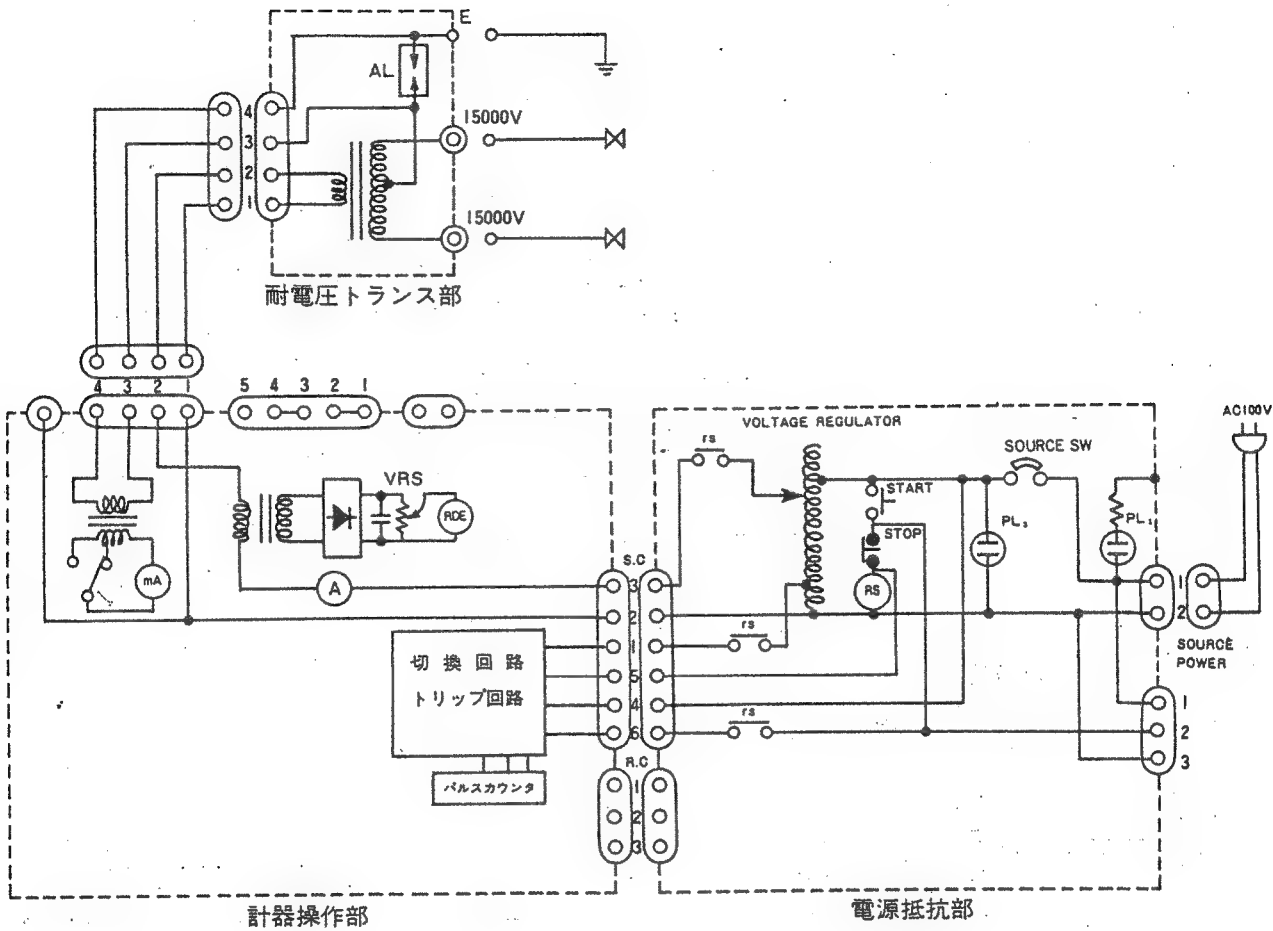 E
AL
15000V
15000V
4
3
2
1
耐電圧トランス部
4 3 2 1
5 4 3 2 1
VRS
RDE
mA
A
S.C
3
2
1
5
4
6
R.C
1
2
3
切換回路
トリップ回路
パルスカウンタ
計器操作部
VOLTAGE REGULATOR
rs
SOURCE SW
START
STOP
RS
rs
rs
AC100V
1
2
SOURCE
POWER
1
2
3
電源抵抗部